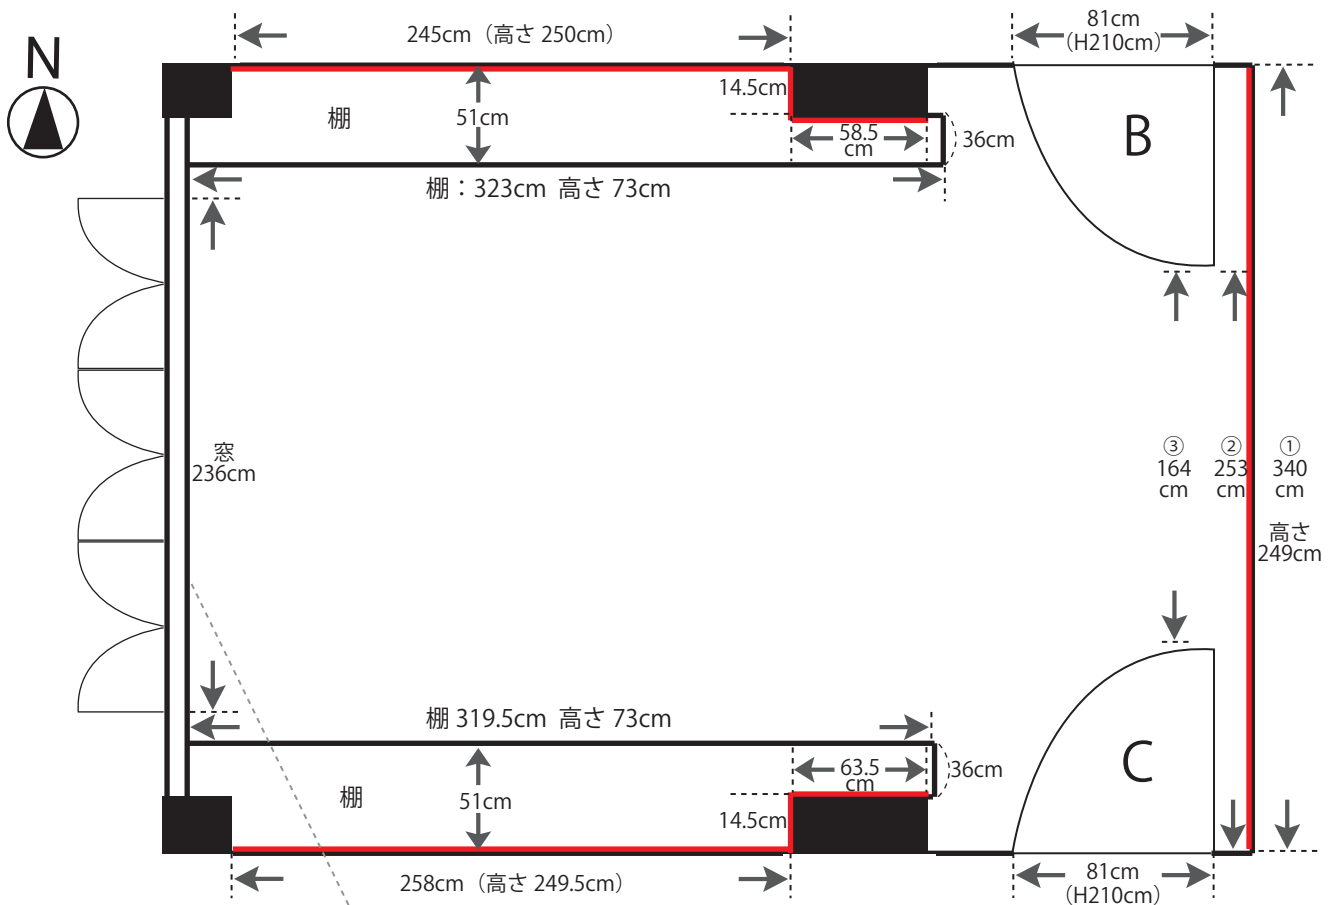 N
245cm（高さ 250cm）
81cm
（H210cm）
14.5cm
棚
51cm
58.5
cm
36cm
B
棚：323cm 高さ 73cm
窓
236cm
③
164
cm
②
253
cm
①
340
cm
高さ
249cm
棚 319.5cm 高さ 73cm
63.5
cm
36cm
C
棚
51cm
14.5cm
258cm（高さ 249.5cm）
81cm
（H210cm）